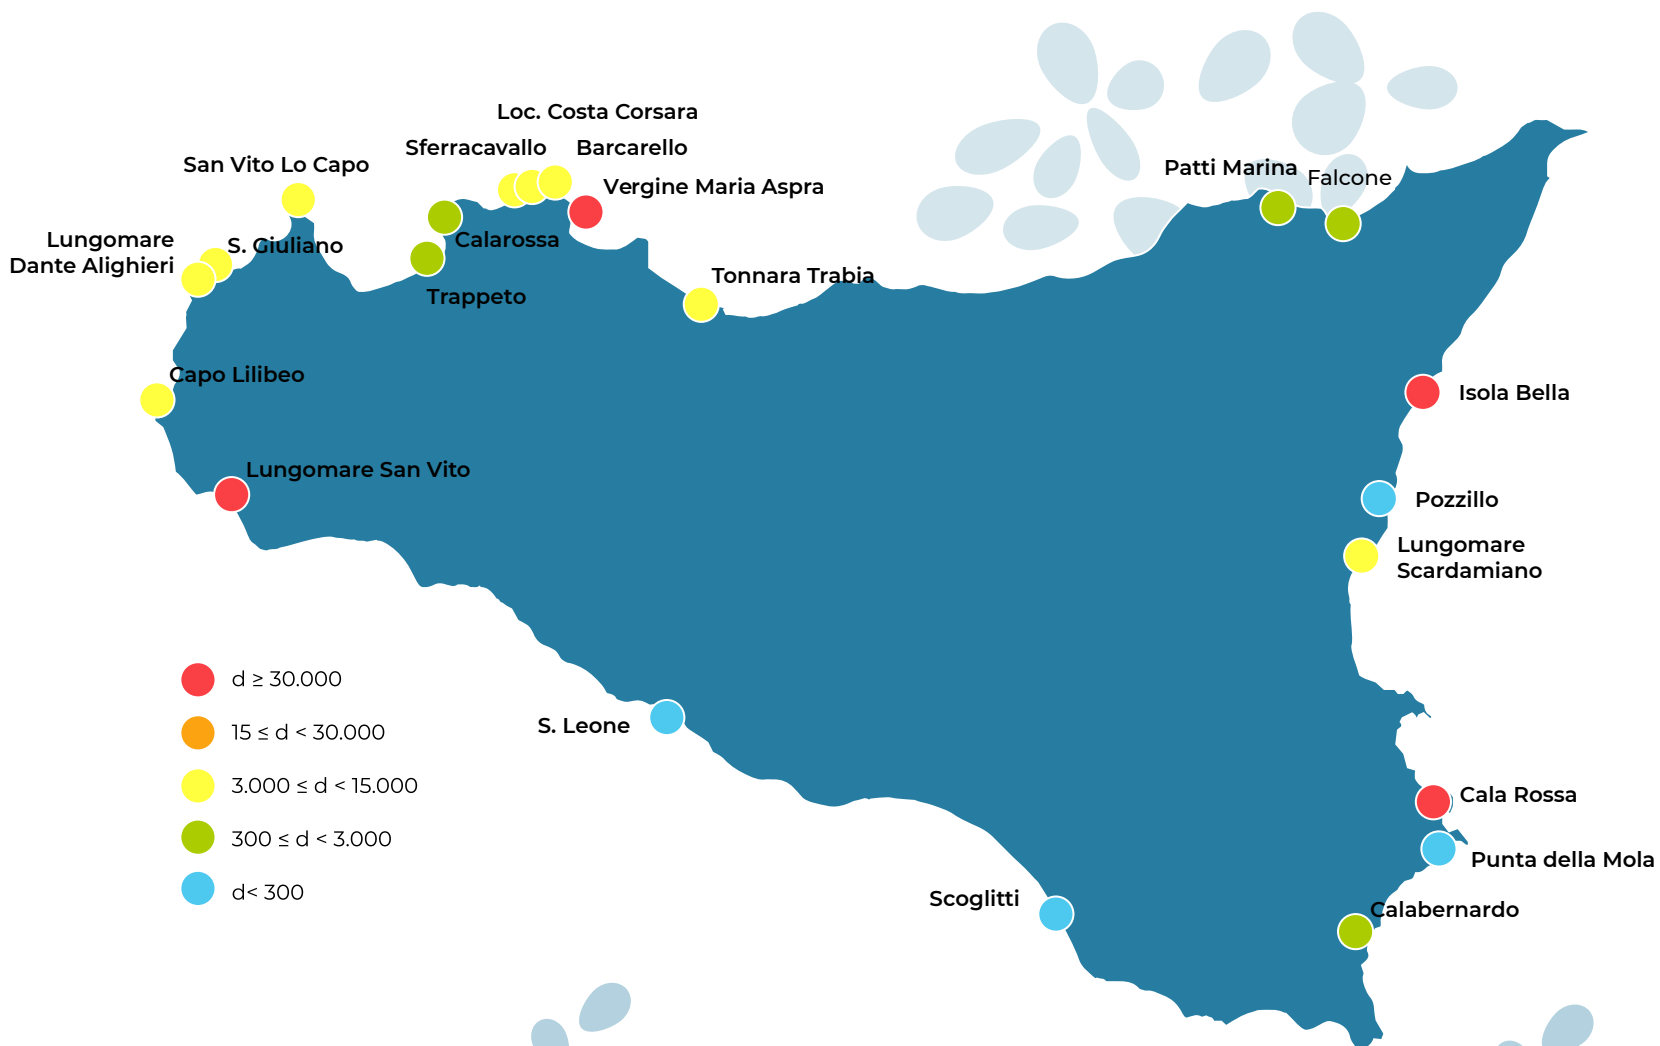 Loc. Costa Corsara
Sferracavallo
Barcarello
San Vito Lo Capo
Vergine Maria Aspra
Patti Marina
Falcone
Lungomare
Dante Alighieri
S. Giuliano
Calarossa
Trappeto
Tonnara Trabia
Capo Lilibeo
Isola Bella
Lungomare San Vito
Pozzillo
Lungomare
Scardamiano
S. Leone
Cala Rossa
Punta della Mola
Scoglitti
Calabernardo
d ≥ 30.000
15 ≤ d < 30.000
3.000 ≤ d < 15.000
300 ≤ d < 3.000
d< 300